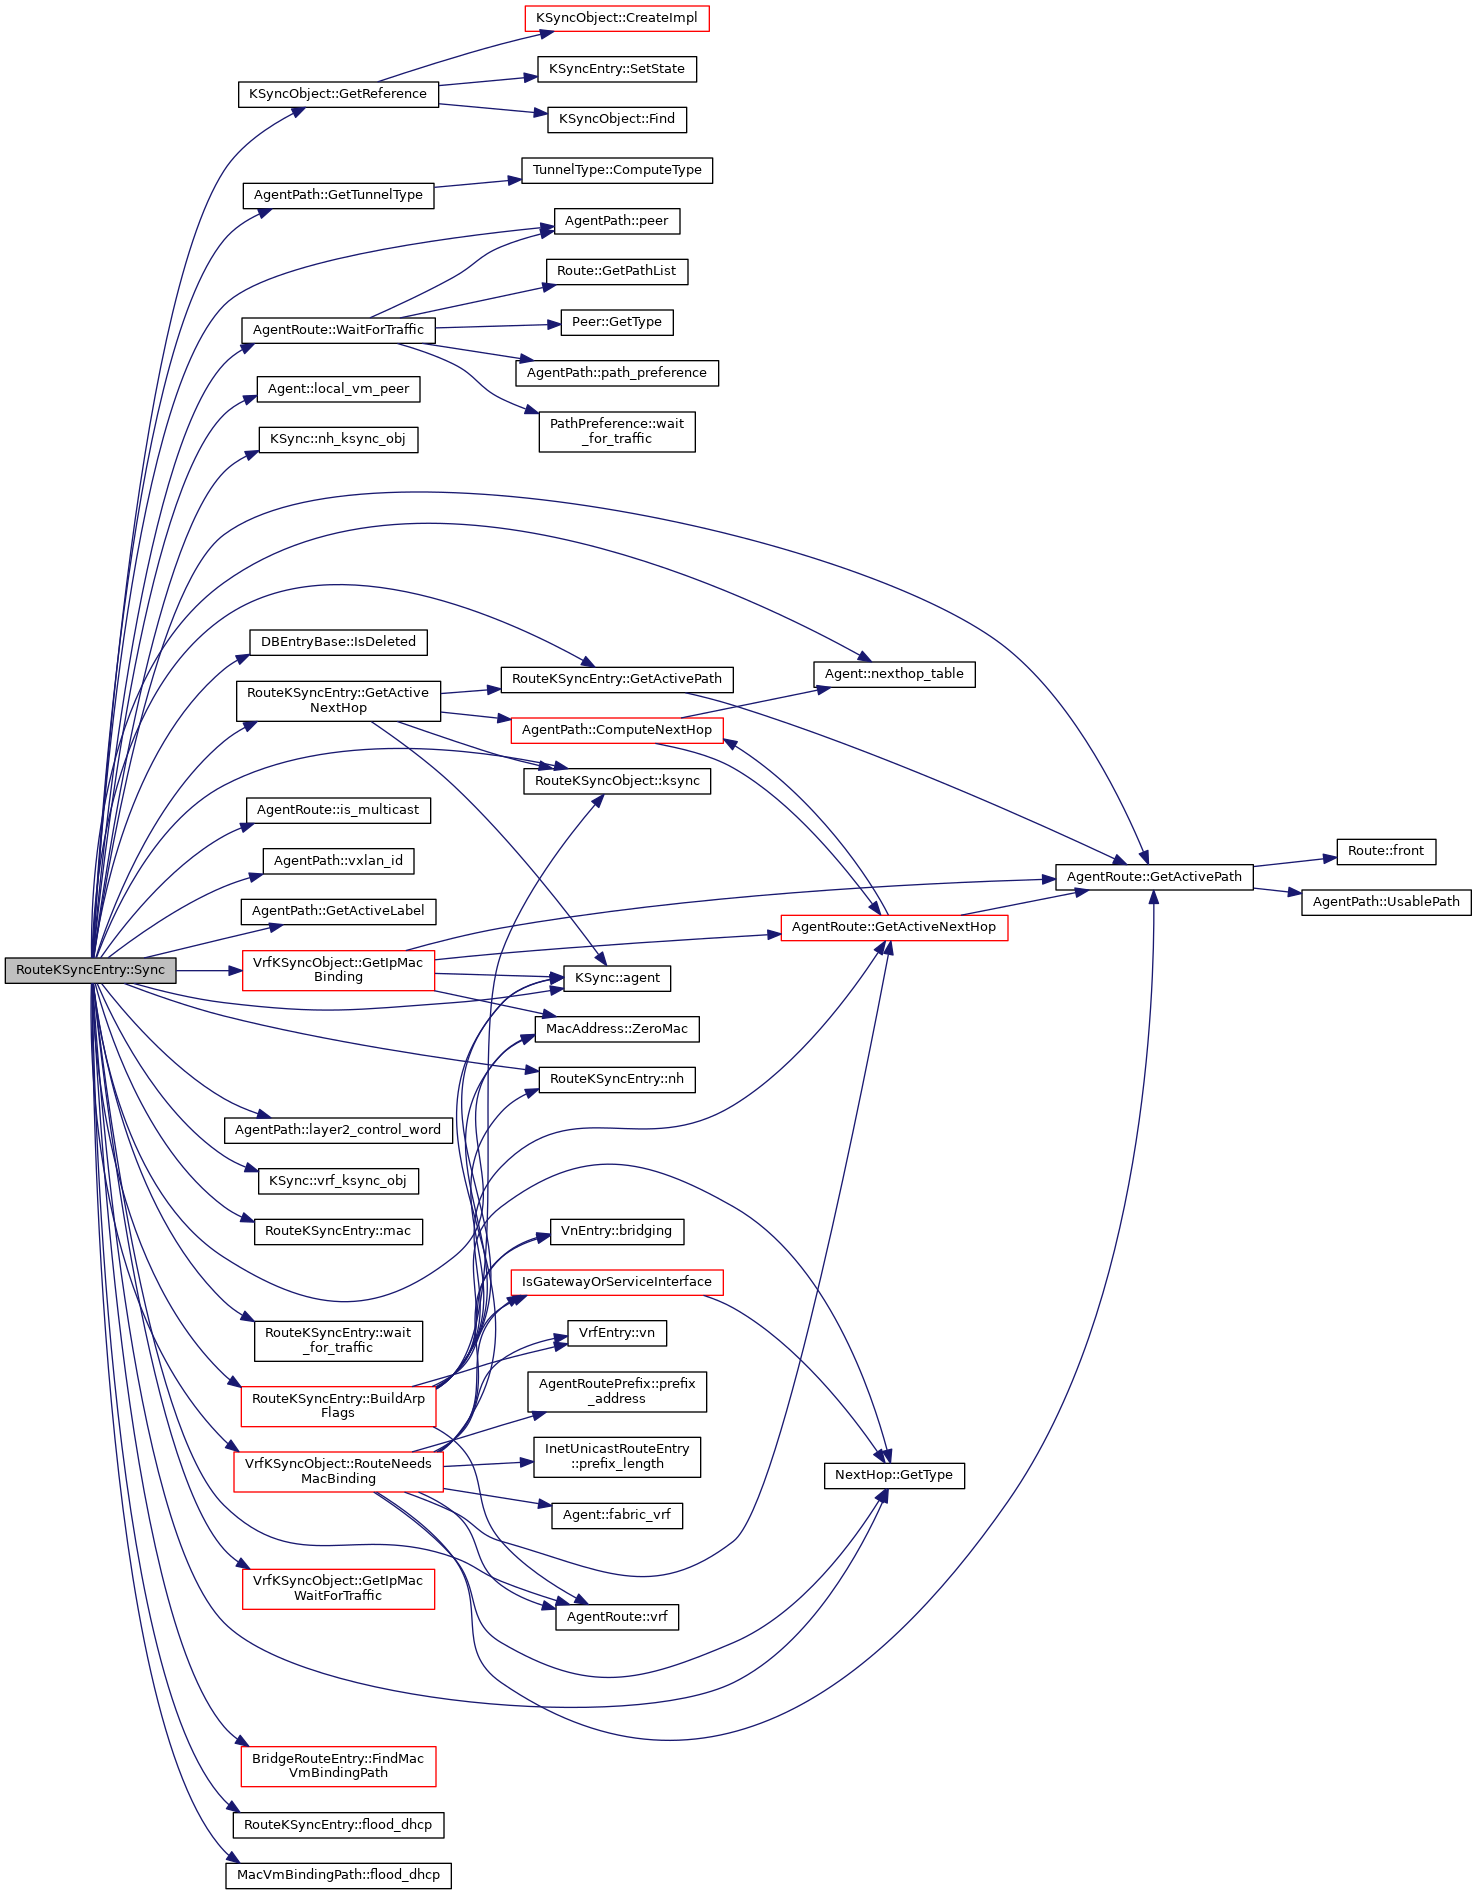 KSyncObject::CreateImpl
KSyncEntry::SetState
KSyncObject::GetReference
KSyncObject::Find
TunnelType::ComputeType
AgentPath::GetTunnelType
AgentPath::peer
Route::GetPathList
Peer::GetType
AgentRoute::WaitForTraffic
AgentPath::path_preference
Agent::local_vm_peer
PathPreference::wait
_for_traffic
KSync::nh_ksync_obj
DBEntryBase::IsDeleted
RouteKSyncEntry::GetActivePath
Agent::nexthop_table
RouteKSyncEntry::GetActive
NextHop
AgentPath::ComputeNextHop
RouteKSyncObject::ksync
AgentRoute::is_multicast
Route::front
AgentPath::vxlan_id
AgentRoute::GetActivePath
AgentPath::UsablePath
AgentPath::GetActiveLabel
AgentRoute::GetActiveNextHop
RouteKSyncEntry::Sync
VrfKSyncObject::GetIpMac
Binding
KSync::agent
MacAddress::ZeroMac
RouteKSyncEntry::nh
AgentPath::layer2_control_word
KSync::vrf_ksync_obj
RouteKSyncEntry::mac
VnEntry::bridging
IsGatewayOrServiceInterface
RouteKSyncEntry::wait
_for_traffic
VrfEntry::vn
RouteKSyncEntry::BuildArp
Flags
AgentRoutePrefix::prefix
_address
VrfKSyncObject::RouteNeeds
MacBinding
InetUnicastRouteEntry
::prefix_length
NextHop::GetType
Agent::fabric_vrf
VrfKSyncObject::GetIpMac
WaitForTraffic
AgentRoute::vrf
BridgeRouteEntry::FindMac
VmBindingPath
RouteKSyncEntry::flood_dhcp
MacVmBindingPath::flood_dhcp